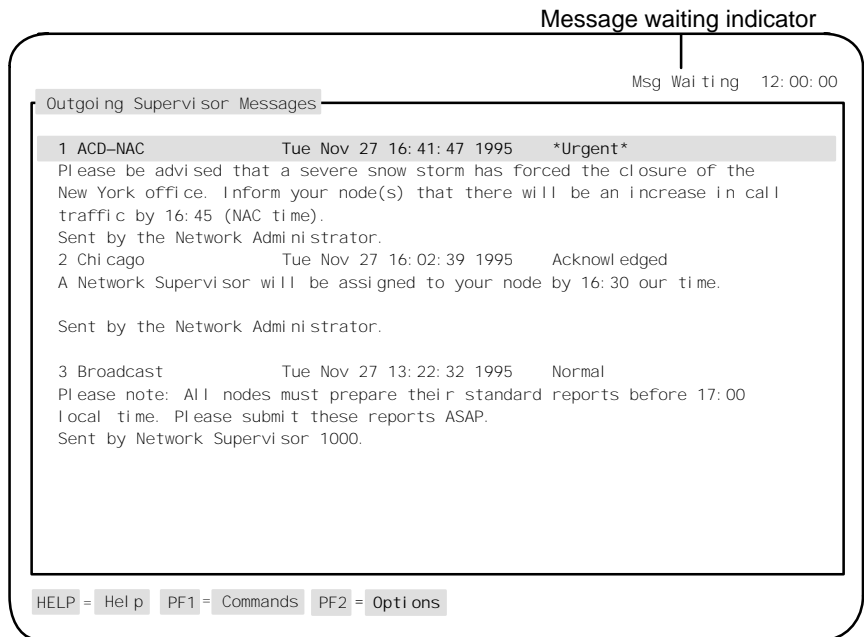 Message waiting indicator
Msg Waiting 12:00:00
Outgoing Supervisor Messages
1 ACD–NAC Tue Nov 27 16:41:47 1995 *Urgent*
Please be advised that a severe snow storm has forced the closure of the
New York office. Inform your node(s) that there will be an increase in call
traffic by 16:45 (NAC time).
Sent by the Network Administrator.
2 Chicago Tue Nov 27 16:02:39 1995 Acknowledged
A Network Supervisor will be assigned to your node by 16:30 our time.
Sent by the Network Administrator.
3 Broadcast Tue Nov 27 13:22:32 1995 Normal
Please note: All nodes must prepare their standard reports before 17:00
local time. Please submit these reports ASAP.
Sent by Network Supervisor 1000.
HELP = Help PF1 = Commands PF2 = Options